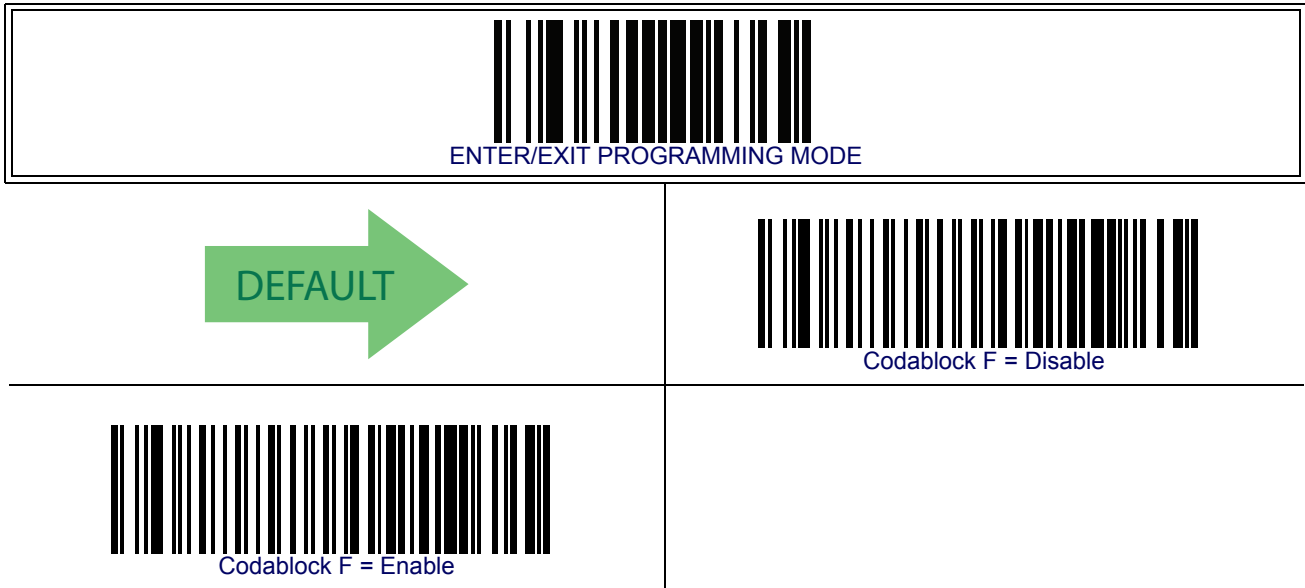 ENTER/EXIT PROGRAMMING MODE
DEFAULT
Codablock F = Disable
Codablock F = Enable